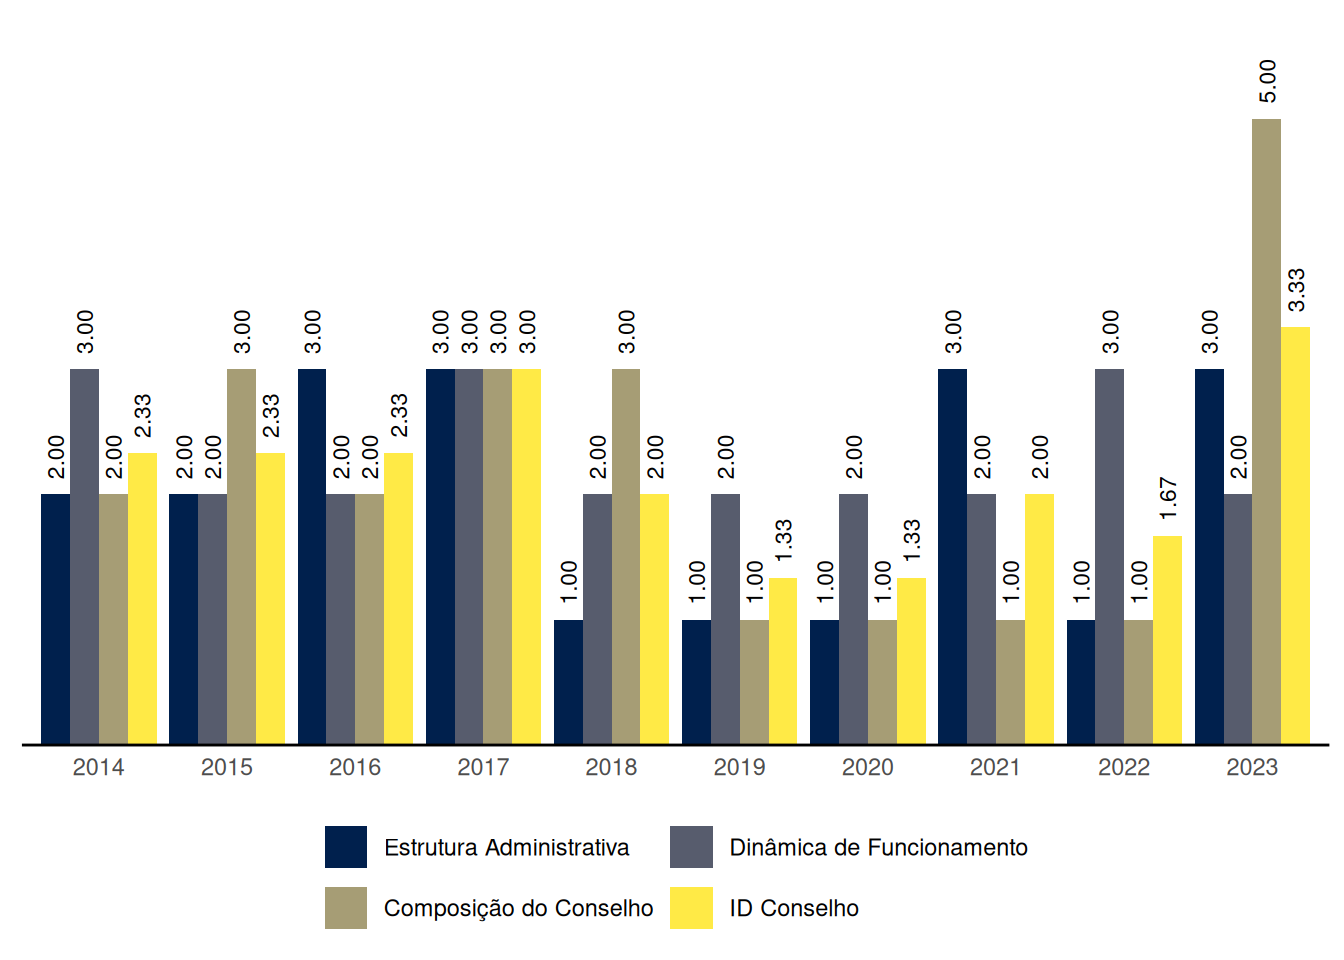 2.00 3.00 2.00 2.33
2.00 2.00 3.00 2.33
3.00 2.00 2.00 2.33
3.00 3.00 3.00 3.00
1.00 2.00 3.00 2.00
1.00 2.00 1.00 1.33
1.00 2.00 1.00 1.33
3.00 2.00 1.00 2.00
1.00 3.00 1.00 1.67
3.00 2.00 5.00 3.33
2014 2015 2016 2017 2018 2019 2020 2021 2022 2023
Estrutura Administrativa Dinâmica de Funcionamento
Composição do Conselho ID Conselho